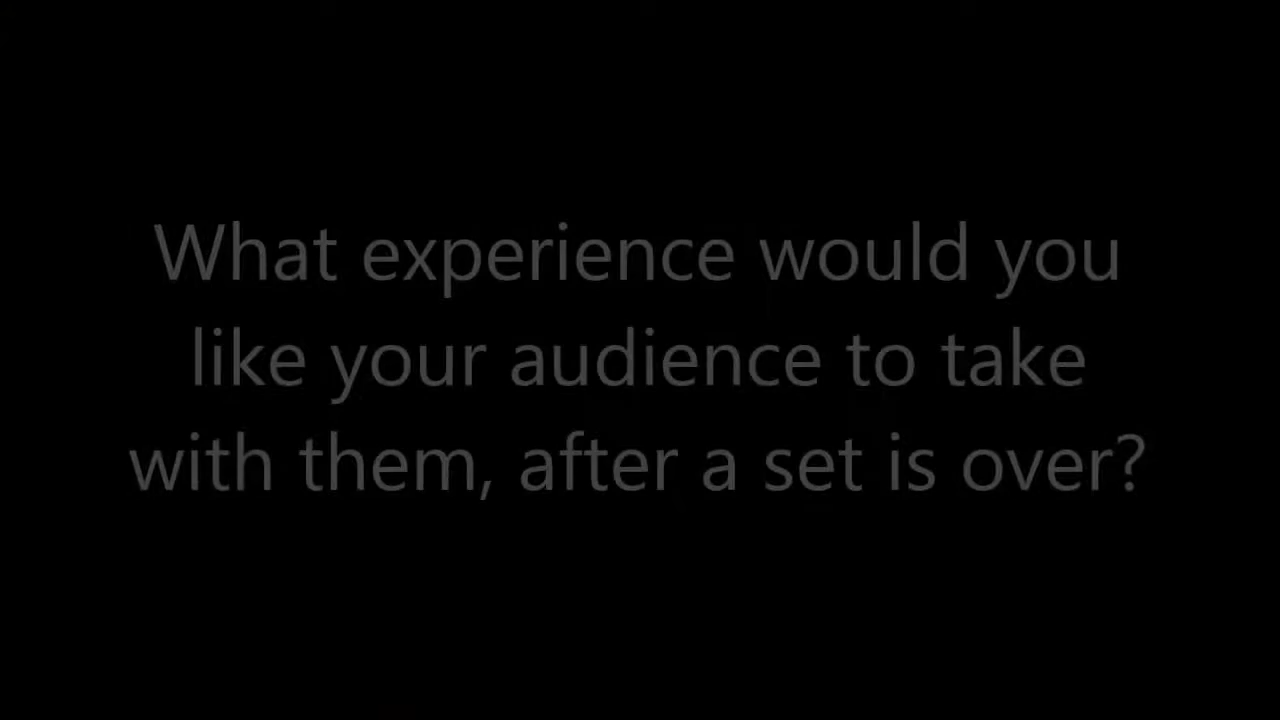 What experience would you
like your audience to take
with them, after a set is over?